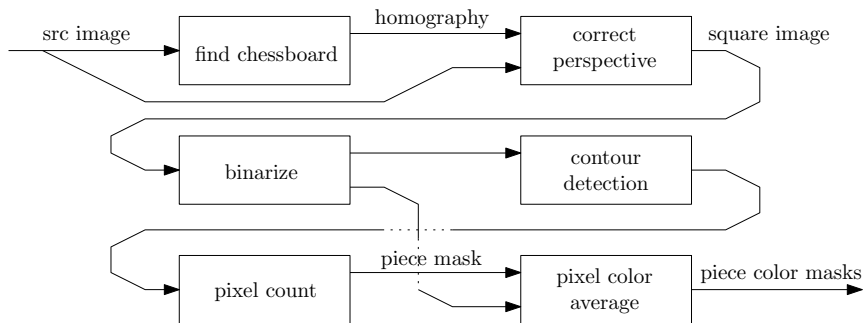 src image
find chessboard
homography
correct
perspective
square image
binarize
contour
detection
pixel count
piece mask
pixel color
average
piece color masks